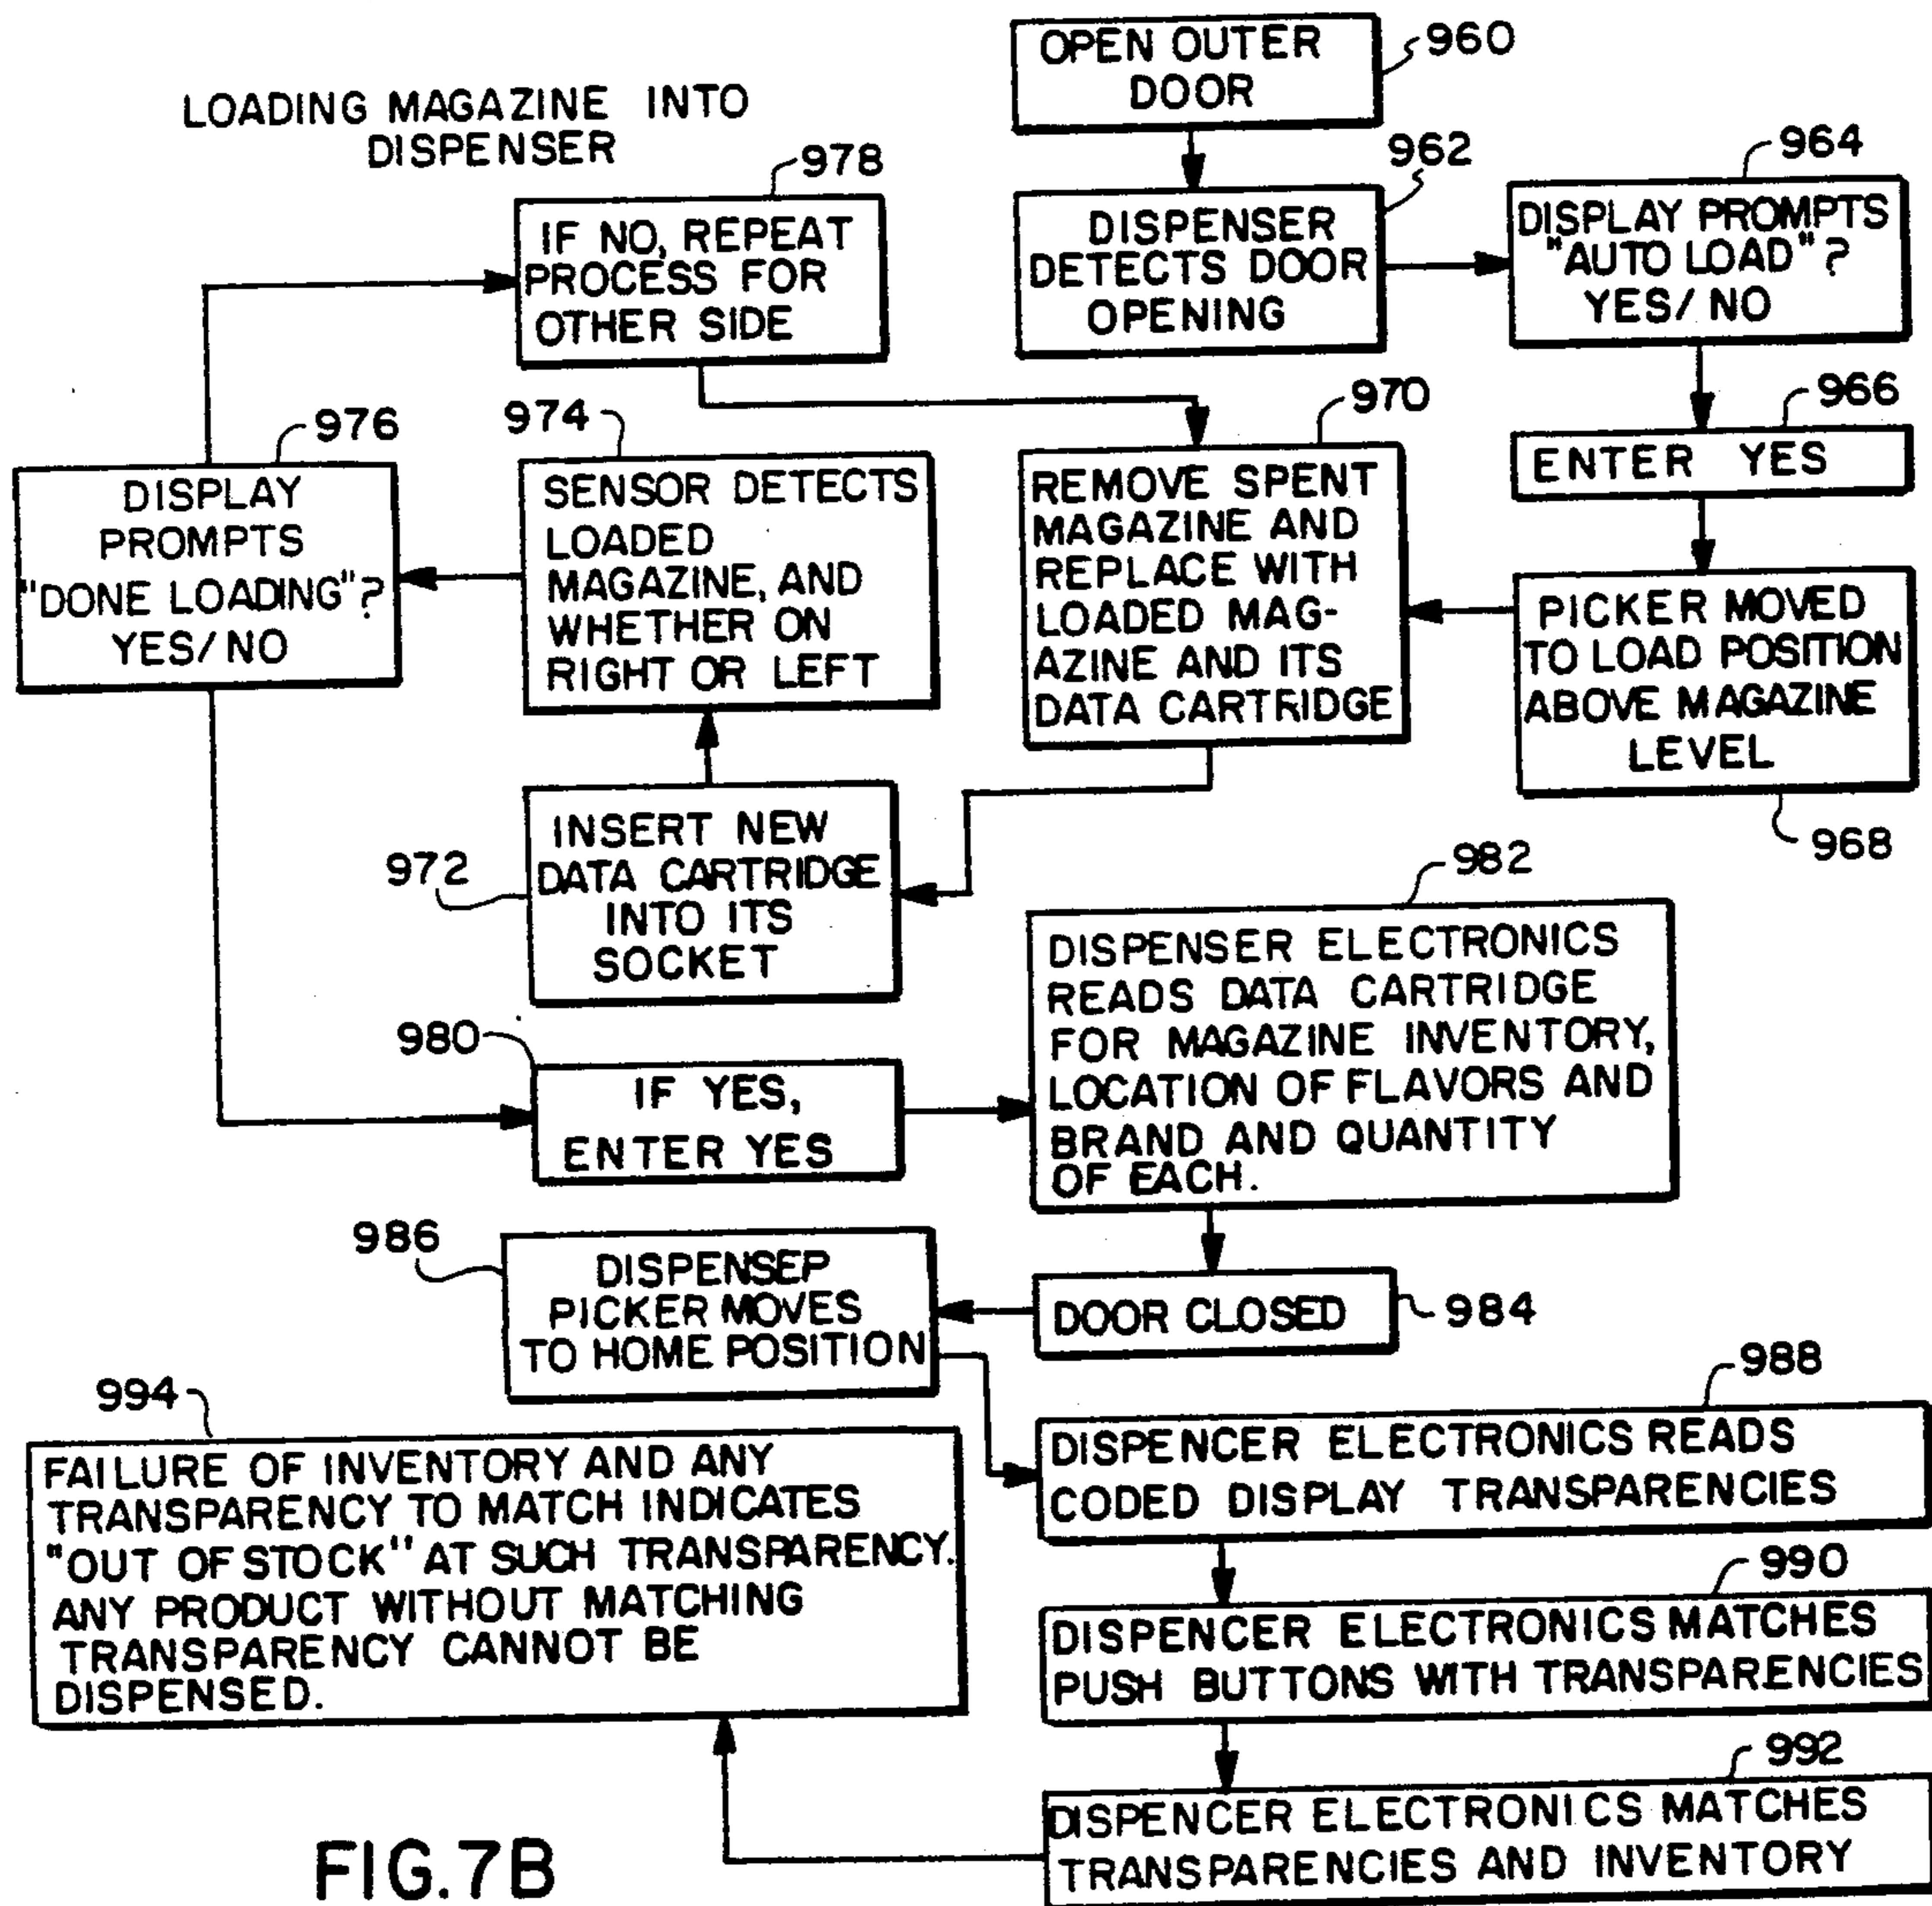 LOADING MAGAZINE INTO
DISPENSER
OPEN OUTER
DOOR
960
DISPENSER
DETECTS DOOR
OPENING
962
DISPLAY PROMPTS
"AUTO LOAD"?
YES/NO
964
ENTER YES
966
PICKER MOVED
TO LOAD POSITION
ABOVE MAGAZINE
LEVEL
968
REMOVE SPENT
MAGAZINE AND
REPLACE WITH
LOADED MAG-
AZINE AND ITS
DATA CARTRIDGE
970
INSERT NEW
DATA CARTRIDGE
INTO ITS
SOCKET
972
SENSOR DETECTS
LOADED
MAGAZINE, AND
WHETHER ON
RIGHT OR LEFT
974
DISPLAY
PROMPTS
"DONE LOADING"?
YES/NO
976
IF NO, REPEAT
PROCESS FOR
OTHER SIDE
978
IF YES,
ENTER YES
980
DISPENSER ELECTRONICS
READS DATA CARTRIDGE
FOR MAGAZINE INVENTORY,
LOCATION OF FLAVORS AND
BRAND AND QUANTITY
OF EACH.
982
DOOR CLOSED
984
DISPENSEP
PICKER MOVES
TO HOME POSITION
986
DISPENCER ELECTRONICS READS
CODED DISPLAY TRANSPARENCIES
988
DISPENCER ELECTRONICS MATCHES
PUSH BUTTONS WITH TRANSPARENCIES
990
DISPENCER ELECTRONICS MATCHES
TRANSPARENCIES AND INVENTORY
992
FAILURE OF INVENTORY AND ANY
TRANSPARENCY TO MATCH INDICATES
"OUT OF STOCK" AT SUCH TRANSPARENCY.
ANY PRODUCT WITHOUT MATCHING
TRANSPARENCY CANNOT BE
DISPENSED.
994
FIG.7B